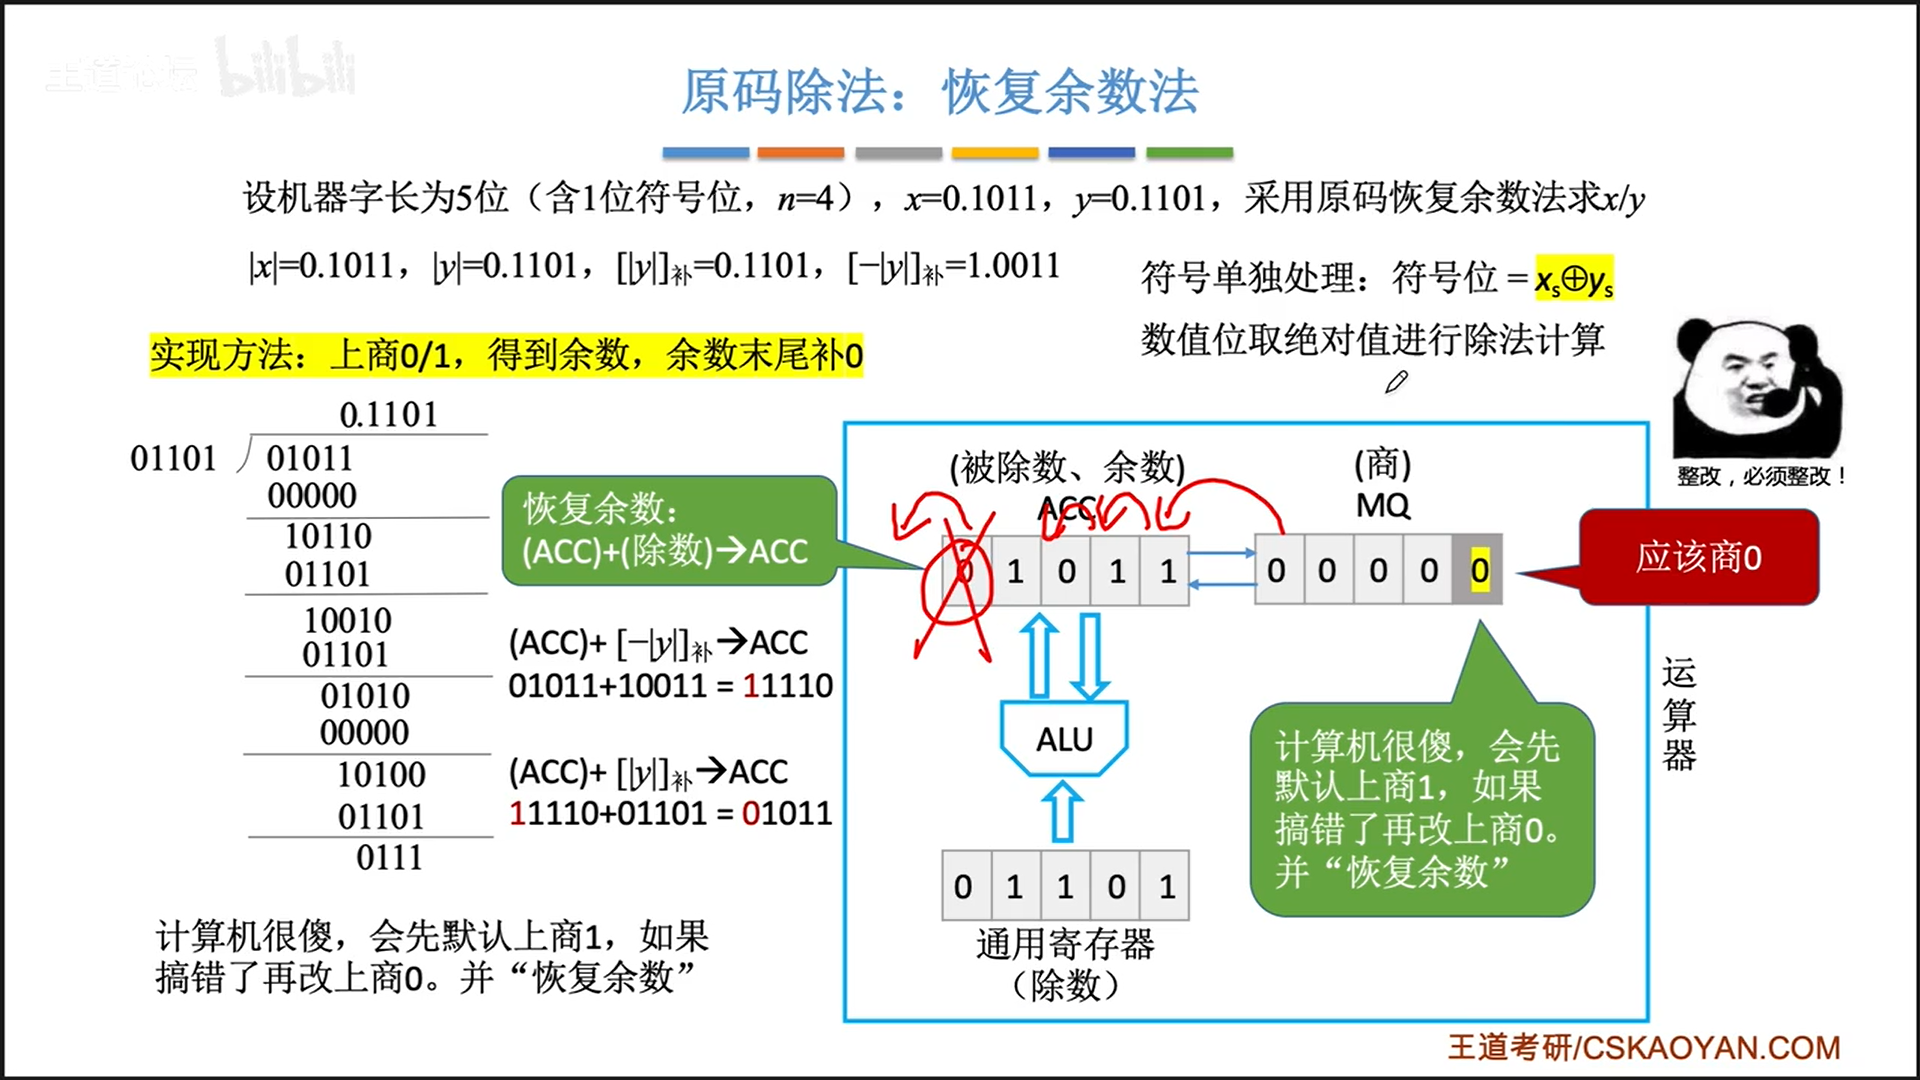 王道论坛 bilibili
原码除法：恢复余数法
设机器字长为5位（含1位符号位，n=4），x=0.1011，y=0.1101，采用原码恢复余数法求x/y
|x|=0.1011，|y|=0.1101，[|y|]补=0.1101，[−|y|]补=1.0011
符号单独处理：符号位 = xs⊕ys
数值位取绝对值进行除法计算
实现方法：上商0/1，得到余数，余数末尾补0
0.1101
01101
01011
00000
10110
01101
10010
01101
01010
00000
10100
01101
0111
恢复余数：
(ACC)+(除数)→ACC
(ACC)+ [−|y|]补→ACC
01011+10011 = 11110
(ACC)+ [|y|]补→ACC
11110+01101 = 01011
计算机很傻，会先默认上商1，如果
搞错了再改上商0。并“恢复余数”
(被除数、余数)
ACC
0 1 0 1 1
(商)
MQ
0 0 0 0 0
应该商0
ALU
0 1 1 0 1
通用寄存器
（除数）
计算机很傻，会先
默认上商1，如果
搞错了再改上商0。
并“恢复余数”
运算器
整改，必须整改！
王道考研/CSKAOYAN.COM